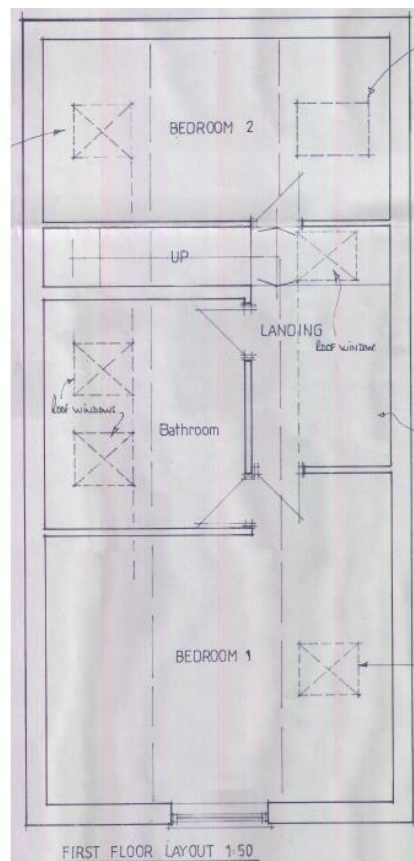 BEDROOM 2
UP
LANDING
Roof window
Roof windows
Bathroom
BEDROOM 1
FIRST FLOOR LAYOUT 1:50.